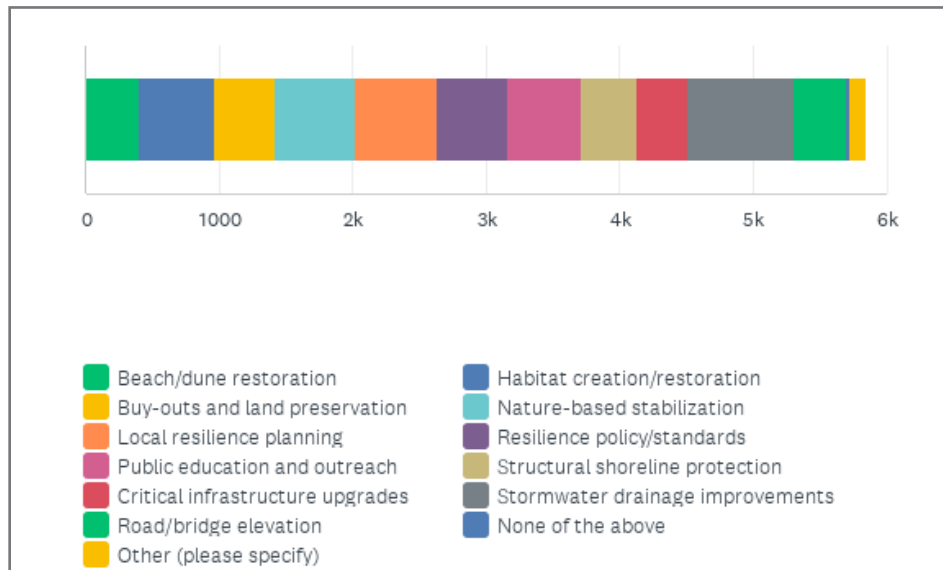 0 1000 2k 3k 4k 5k 6k
Beach/dune restoration Habitat creation/restoration
Buy-outs and land preservation Nature-based stabilization
Local resilience planning Resilience policy/standards
Public education and outreach Structural shoreline protection
Critical infrastructure upgrades Stormwater drainage improvements
Road/bridge elevation None of the above
Other (please specify)